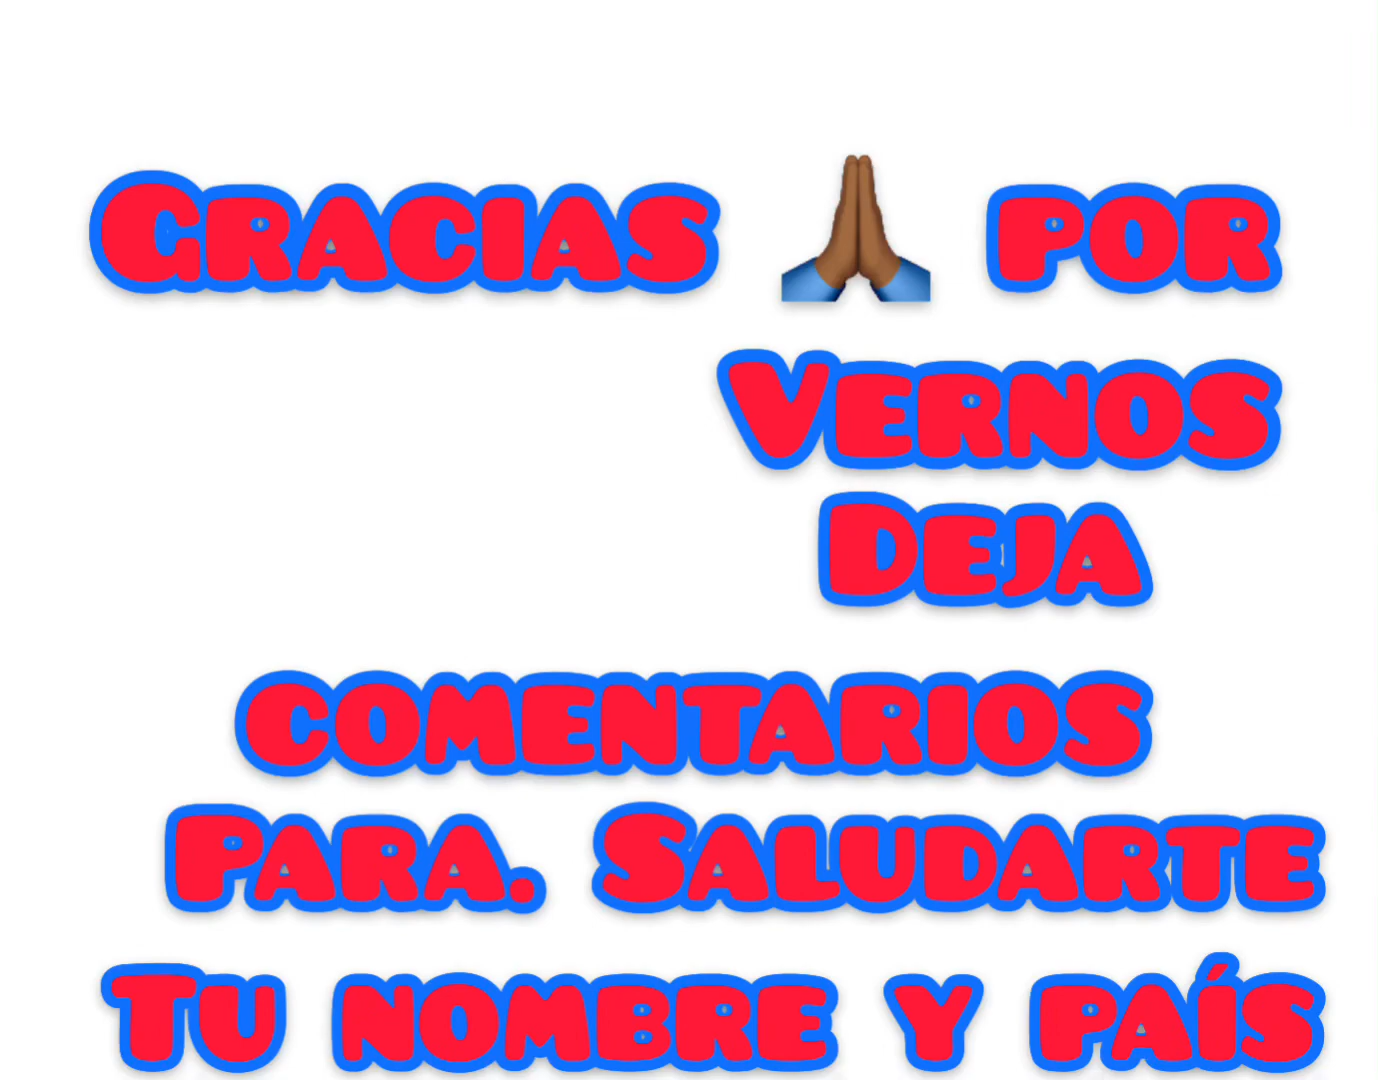 Gracias 🙏🏾 por
Vernos
Deja
comentarios
Para. Saludarte
Tu nombre y país